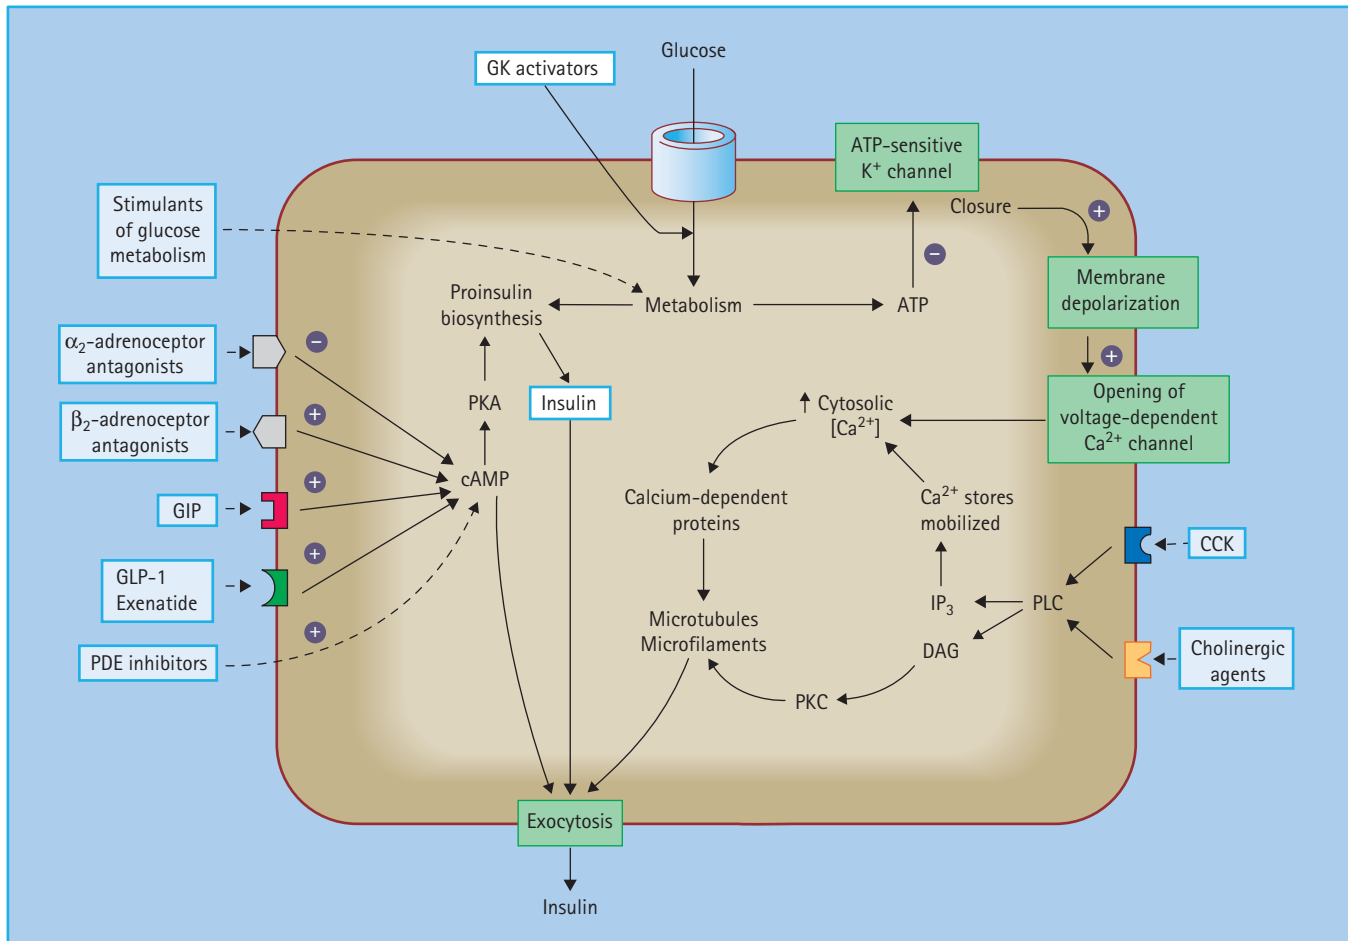 Glucose
GK activators
ATP-sensitive
K⁺ channel
Closure
+
Stimulants
of glucose
metabolism
−
Membrane
depolarization
Proinsulin
biosynthesis
Metabolism
ATP
α₂-adrenoceptor
antagonists
−
+
Opening of
voltage-dependent
Ca²⁺ channel
PKA
Insulin
Cytosolic
[Ca²⁺]
β₂-adrenoceptor
antagonists
+
cAMP
+
GIP
Calcium-dependent
proteins
Ca²⁺ stores
mobilized
CCK
+
GLP-1
Exenatide
IP₃
PLC
Microtubules
Microfilaments
DAG
+
PDE inhibitors
Cholinergic
agents
PKC
Exocytosis
Insulin